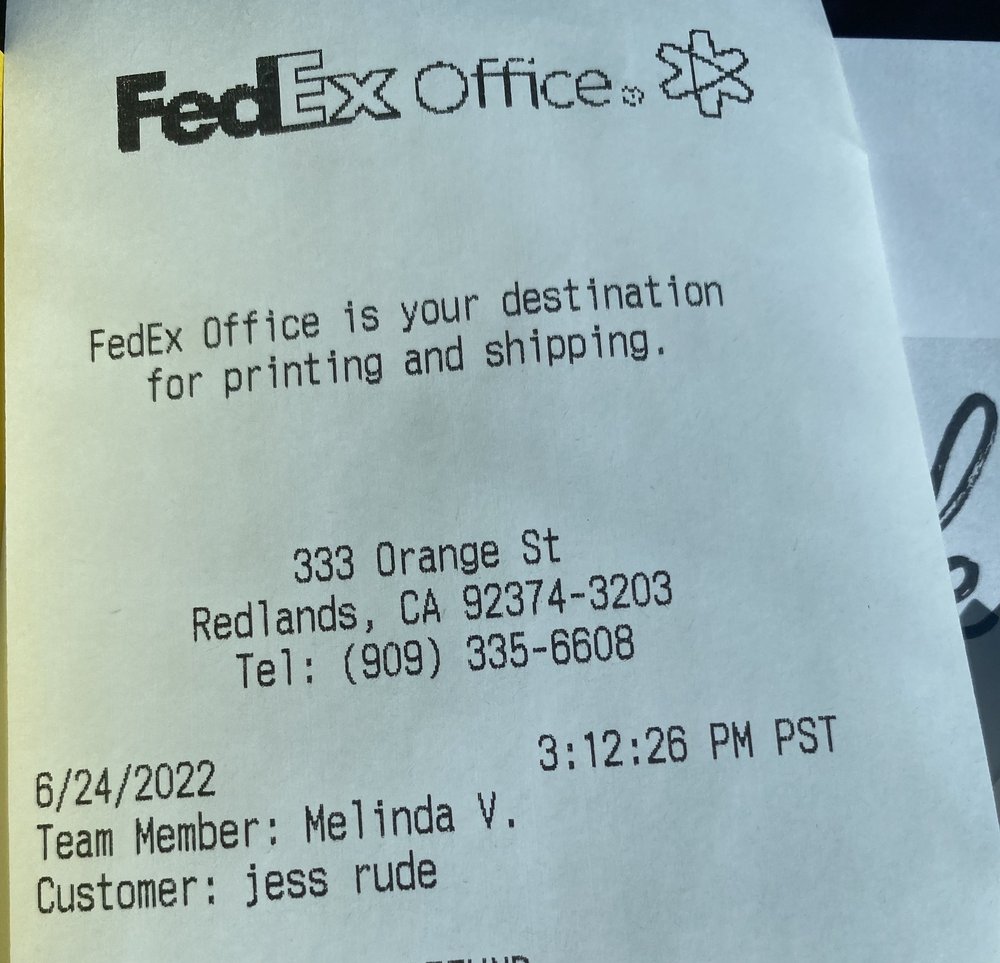 FedEx Office®
FedEx Office is your destination
for printing and shipping.
333 Orange St
Redlands, CA 92374-3203
Tel: (909) 335-6608
6/24/2022 3:12:26 PM PST
Team Member: Melinda V.
Customer: jess rude